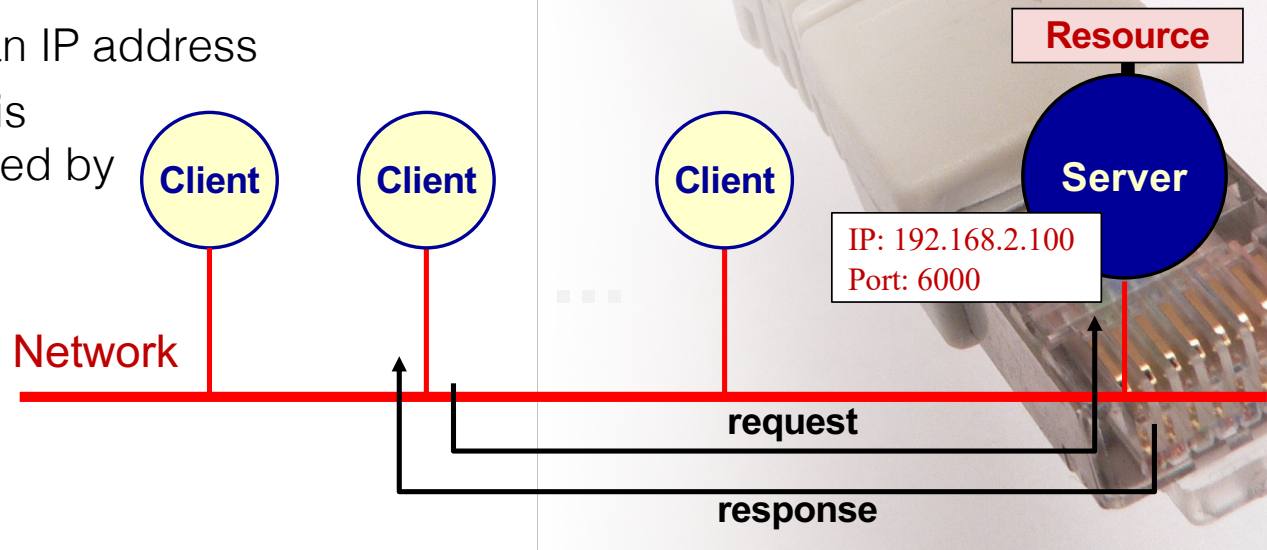 an IP address
is
ed by
Resource
Client
Client
Client
Server
IP: 192.168.2.100
Port: 6000
Network
request
response